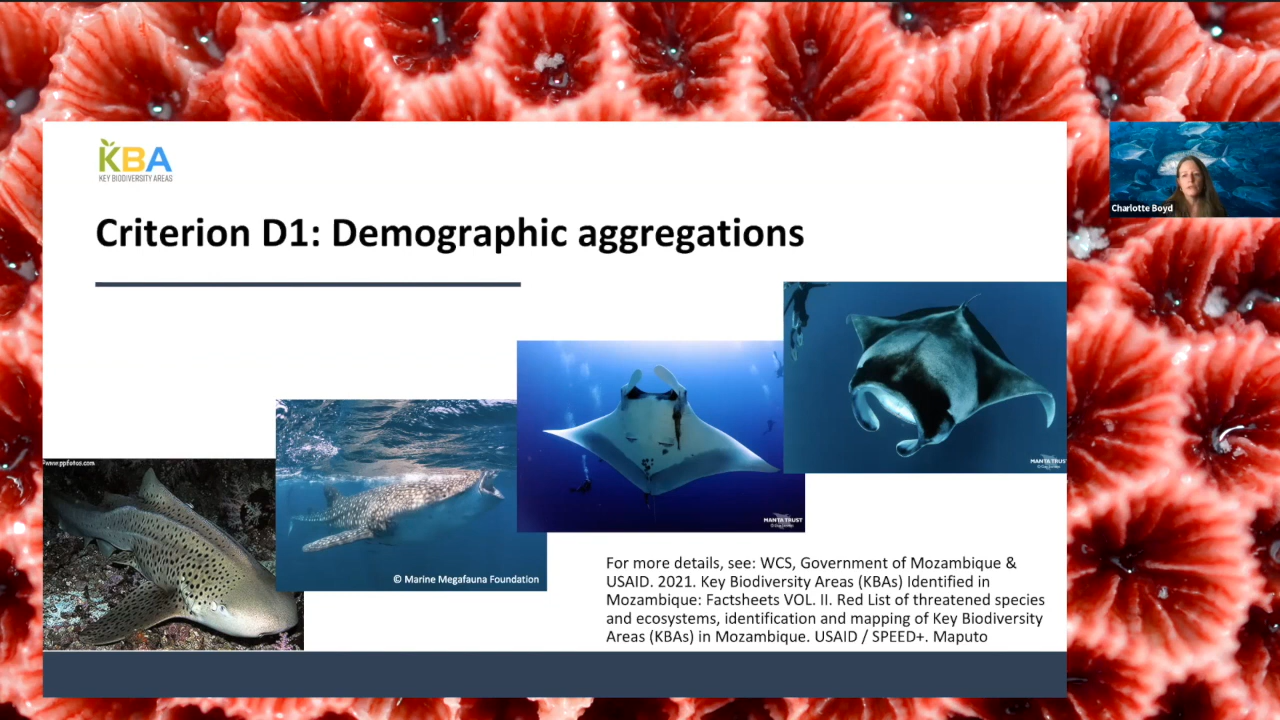 KBA
KEY BIODIVERSITY AREAS
Charlotte Boyd
Criterion D1: Demographic aggregations
www.ppfotos.com
© Marine Megafauna Foundation
MANTA TRUST
MANTA TRUST
For more details, see: WCS, Government of Mozambique &
USAID. 2021. Key Biodiversity Areas (KBAs) Identified in
Mozambique: Factsheets VOL. II. Red List of threatened species
and ecosystems, identification and mapping of Key Biodiversity
Areas (KBAs) in Mozambique. USAID / SPEED+. Maputo